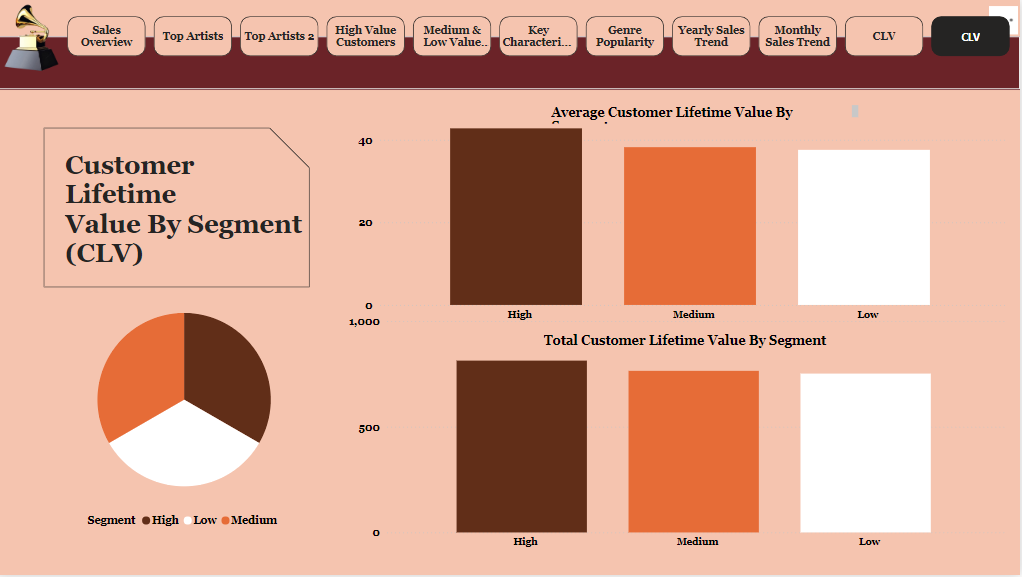 Sales
Overview
Top Artists
Top Artists 2
High Value
Customers
Medium &
Low Value..
Key
Characteri...
Genre
Popularity
Yearly Sales
Trend
Monthly
Sales Trend
CLV
CLV
Customer
Lifetime
Value By Segment
(CLV)
Average Customer Lifetime Value By
40
20
0
High
Medium
Low
1,000
Total Customer Lifetime Value By Segment
500
0
High
Medium
Low
Segment High Low Medium